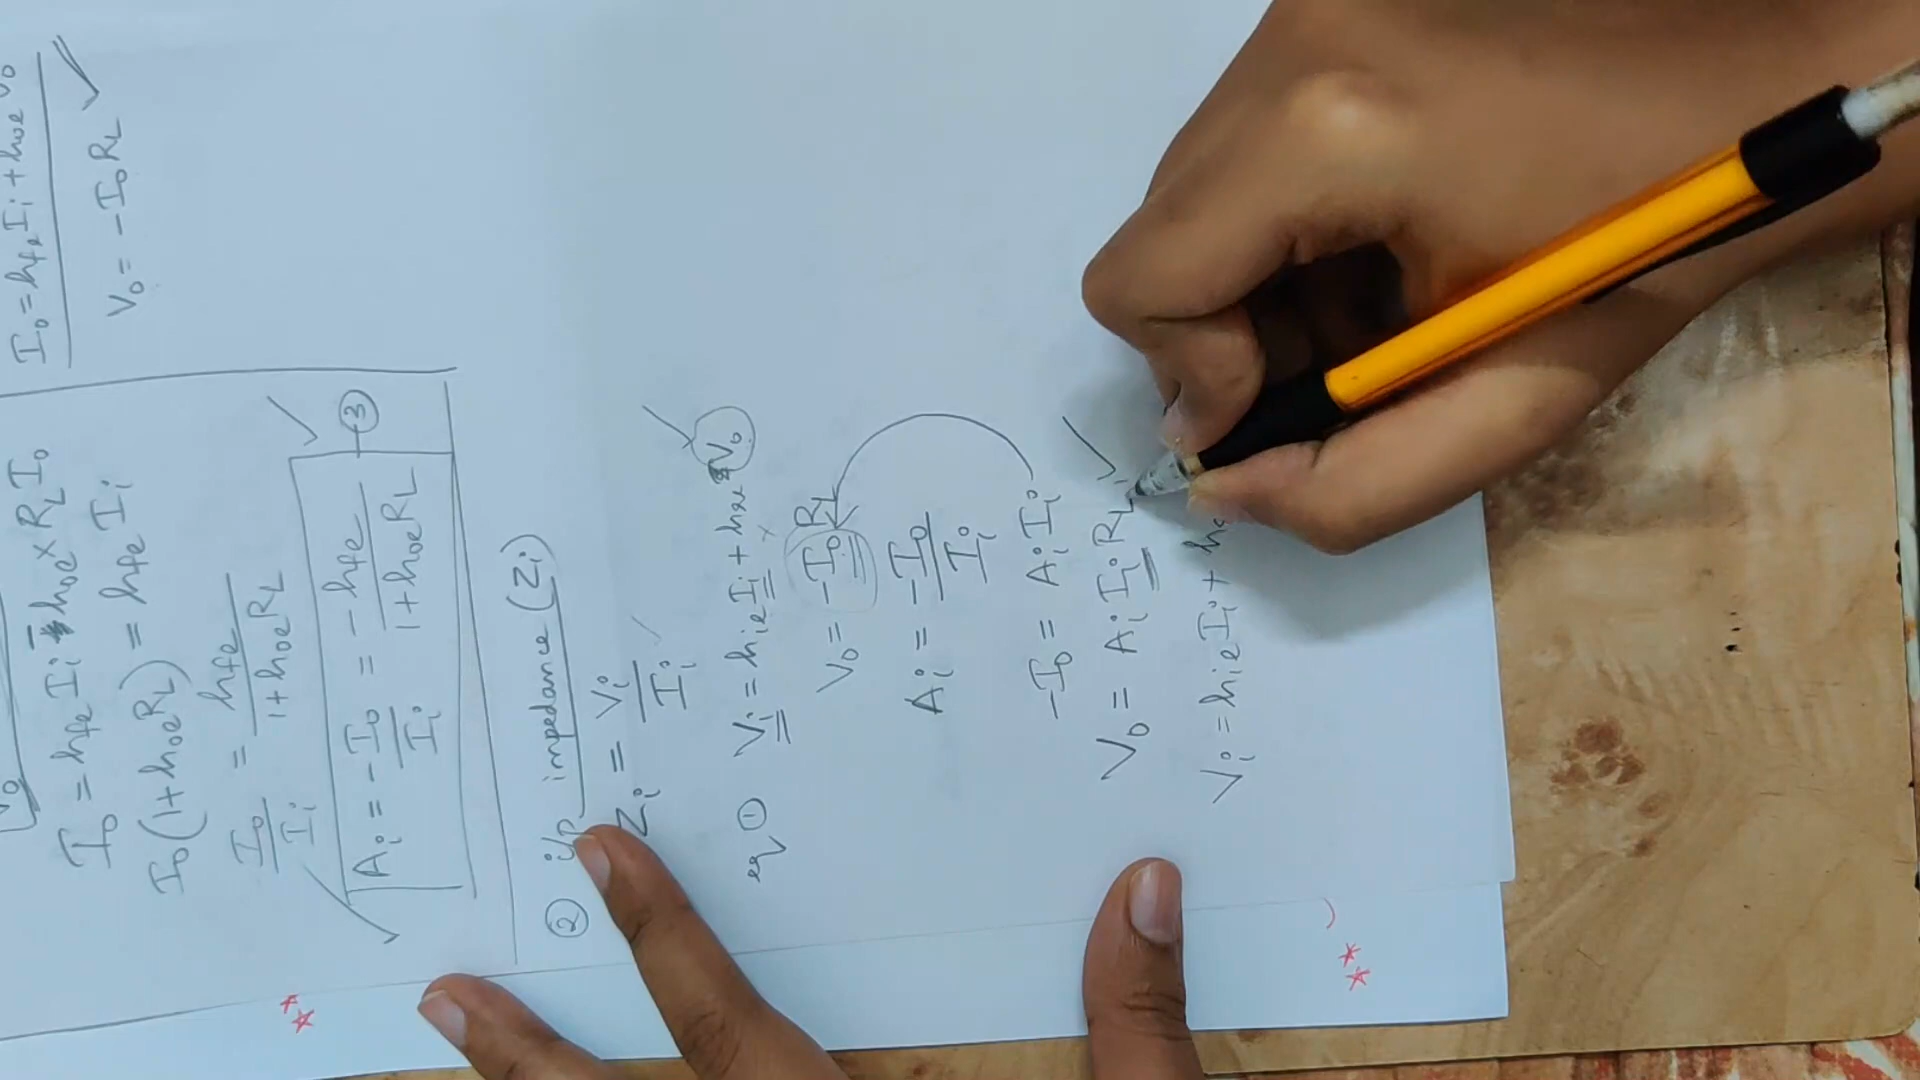 I₀ = hfe Ii + hoe V₀
V₀ = -I₀ RL
V₀
I₀ = hfe Ii - hoe × RL I₀
I₀ (1 + hoe RL) = hfe Ii
I₀/Ii = hfe/(1 + hoe RL)
Ai = -I₀/Ii = -hfe/(1 + hoe RL) ③
② i/p impedance (Zi)
Zi = Vi/Ii
eq ① Vi = hie Ii + hre V₀
V₀ = -I₀ RL
Ai = -I₀/Ii
-I₀ = Ai Ii
V₀ = Ai Ii RL
Vi = hie Ii + h